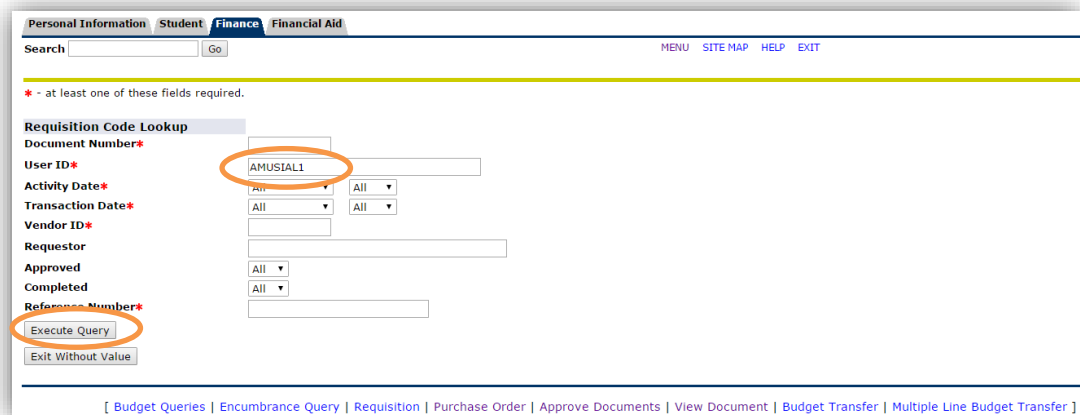 Personal Information Student Finance Financial Aid
Search Go MENU SITE MAP HELP EXIT
* - at least one of these fields required.
Requisition Code Lookup
Document Number*
User ID* AMUSIAL1
Activity Date* All All
Transaction Date* All All
Vendor ID*
Requestor
Approved All
Completed All
Reference Number*
Execute Query
Exit Without Value
[ Budget Queries | Encumbrance Query | Requisition | Purchase Order | Approve Documents | View Document | Budget Transfer | Multiple Line Budget Transfer ]